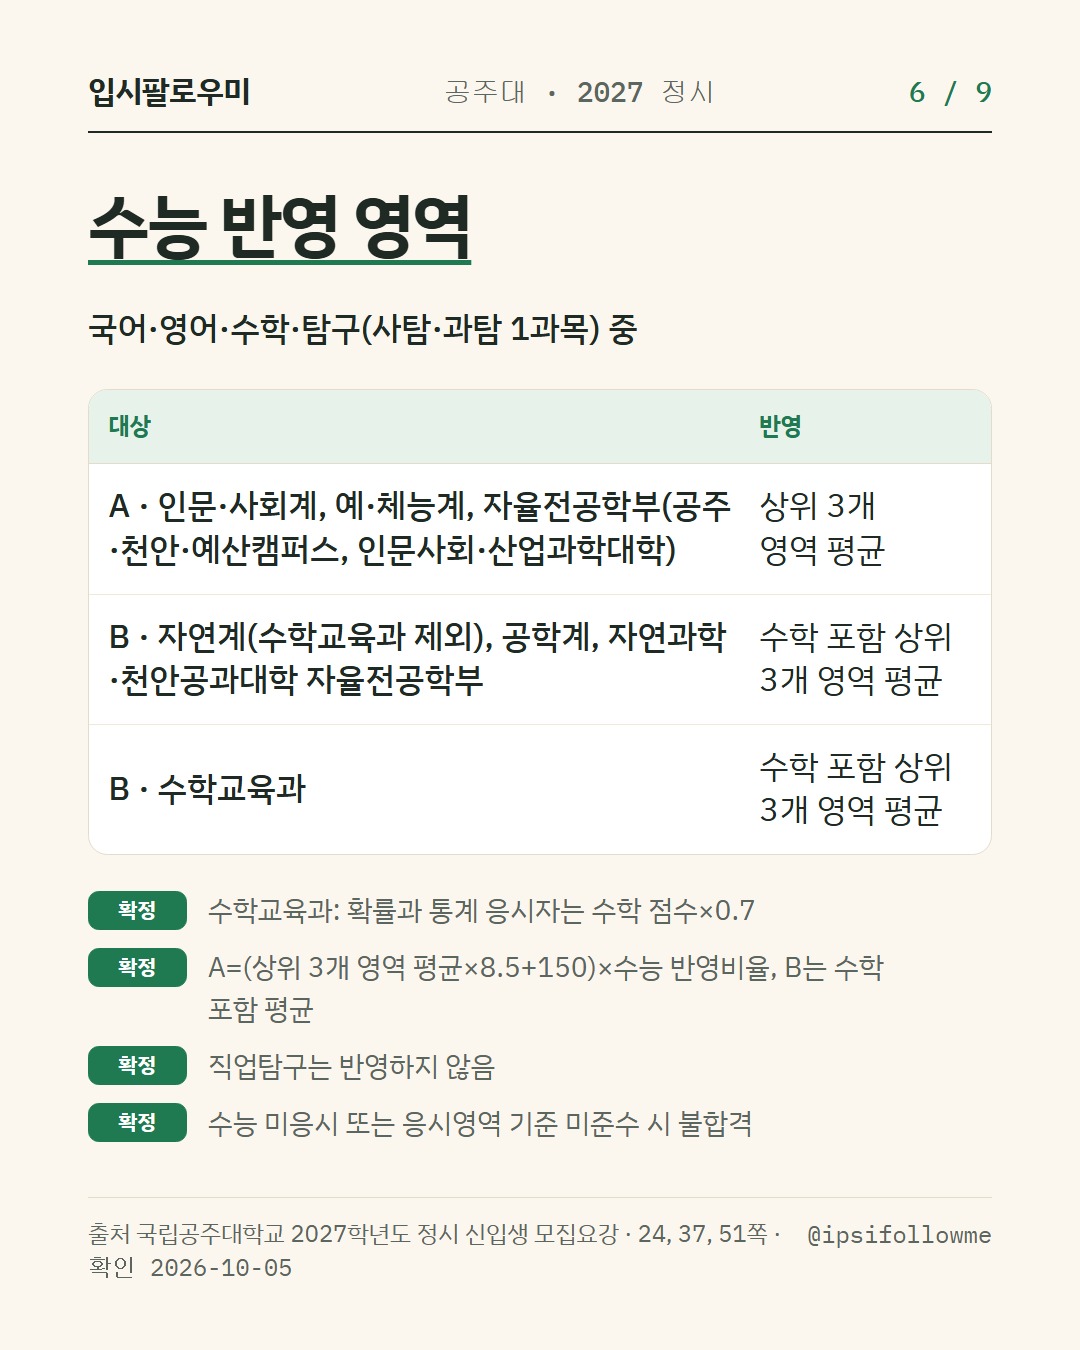 입시팔로우미
공주대 · 2027 정시
6 / 9
수능 반영 영역
국어·영어·수학·탐구(사탐·과탐 1과목) 중
대상
반영
A · 인문·사회계, 예·체능계, 자율전공학부(공주
·천안·예산캠퍼스, 인문사회·산업과학대학)
상위 3개
영역 평균
B · 자연계(수학교육과 제외), 공학계, 자연과학
·천안공과대학 자율전공학부
수학 포함 상위
3개 영역 평균
B · 수학교육과
수학 포함 상위
3개 영역 평균
확정 수학교육과: 확률과 통계 응시자는 수학 점수×0.7
확정 A=(상위 3개 영역 평균×8.5+150)×수능 반영비율, B는 수학
포함 평균
확정 직업탐구는 반영하지 않음
확정 수능 미응시 또는 응시영역 기준 미준수 시 불합격
출처 국립공주대학교 2027학년도 정시 신입생 모집요강 · 24, 37, 51쪽 ·
확인 2026-10-05
@ipsifollowme